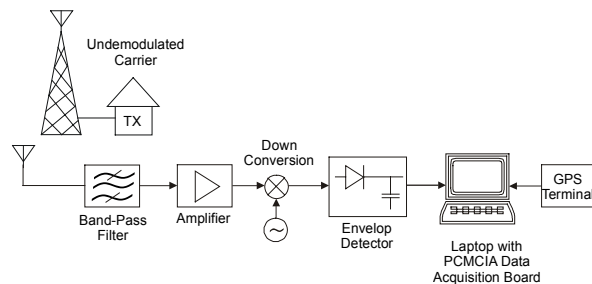 Undemodulated
Carrier
TX
Down
Conversion
Band-Pass
Filter
Amplifier
Envelop
Detector
GPS
Terminal
Laptop with
PCMCIA Data
Acquisition Board